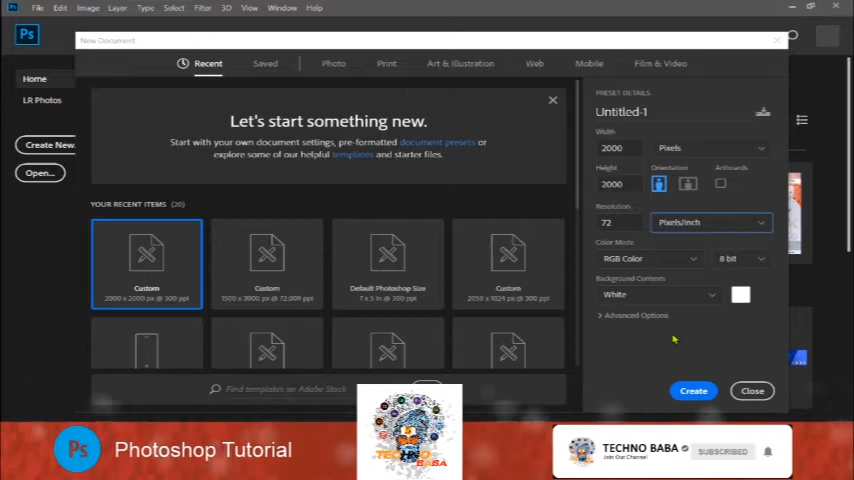 Ps File Edit Image Layer Type Select Filter 3D View Window Help
Ps
New Document
Home
LR Photos
Create New
Open...
Recent Saved Photo Print Art & Illustration Web Mobile Film & Video
Let's start something new.
Start with your own document settings, pre-formatted document presets or
explore some of our helpful templates and starter files.
YOUR RECENT ITEMS (20)
Custom
2000 x 2000 px @ 300 ppi
Custom
1500 x 3000 px @ 72.009 ppi
Default Photoshop Size
7 x 5 in @ 300 ppi
Custom
2058 x 1024 px @ 300 ppi
Find templates on Adobe Stock
PRESET DETAILS
Untitled-1
Width
2000 Pixels
Height Orientation Artboards
2000
Resolution
72 Pixels/Inch
Color Mode
RGB Color 8 bit
Background Contents
White
Advanced Options
Create Close
Ps Photoshop Tutorial
TECHNO
BABA
TECHNO BABA
Join Our Channel
SUBSCRIBED